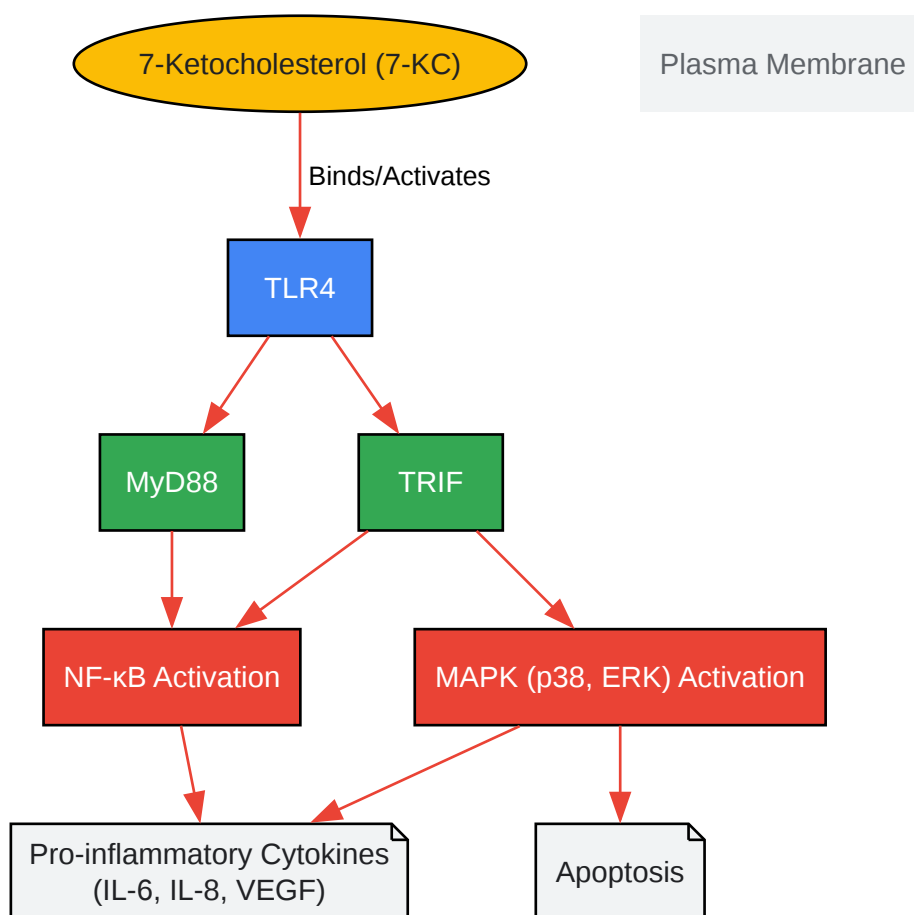 7-Ketocholesterol (7-KC)
Plasma Membrane
Binds/Activates
TLR4
MyD88
TRIF
NF-κB Activation
MAPK (p38, ERK) Activation
Pro-inflammatory Cytokines
(IL-6, IL-8, VEGF)
Apoptosis